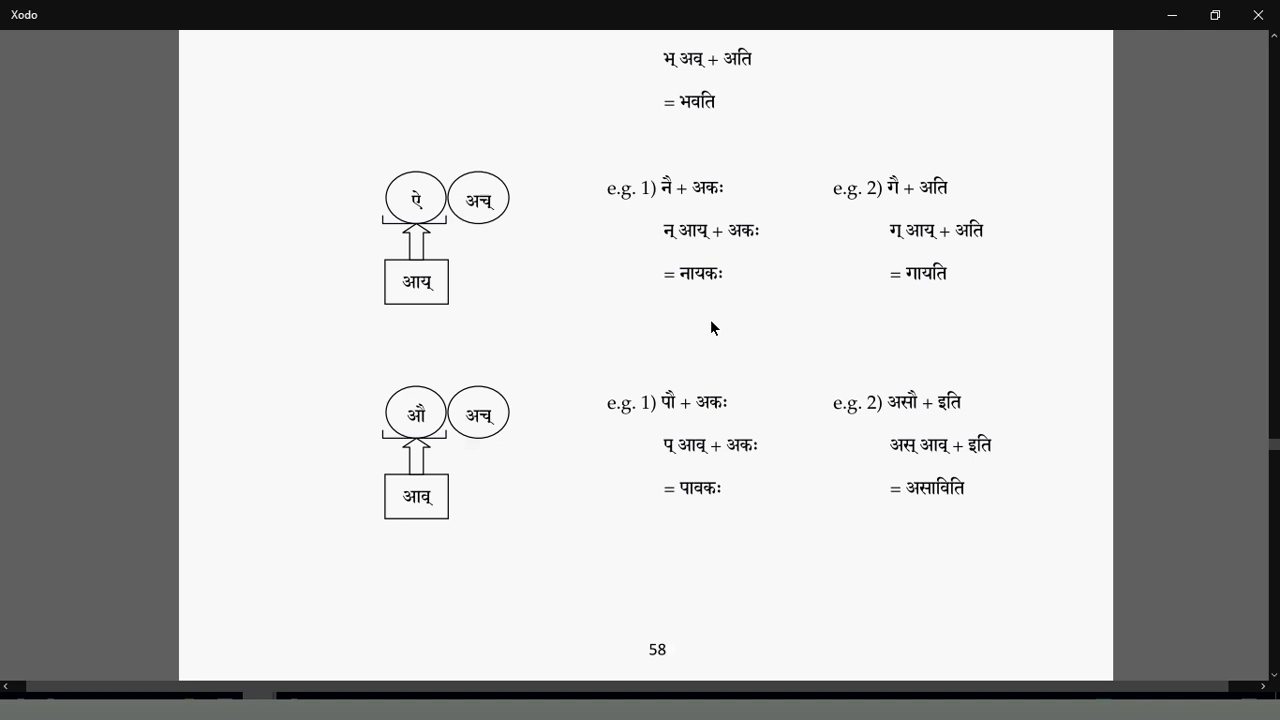 Xodo
भ् अव् + अति
= भवति
ऐ अच् e.g. 1) नै + अकः e.g. 2) गै + अति
न् आय् + अकः ग् आय् + अति
आय् = नायकः = गायति
औ अच् e.g. 1) पौ + अकः e.g. 2) असौ + इति
प् आव् + अकः अस् आव् + इति
आव् = पावकः = असाविति
58